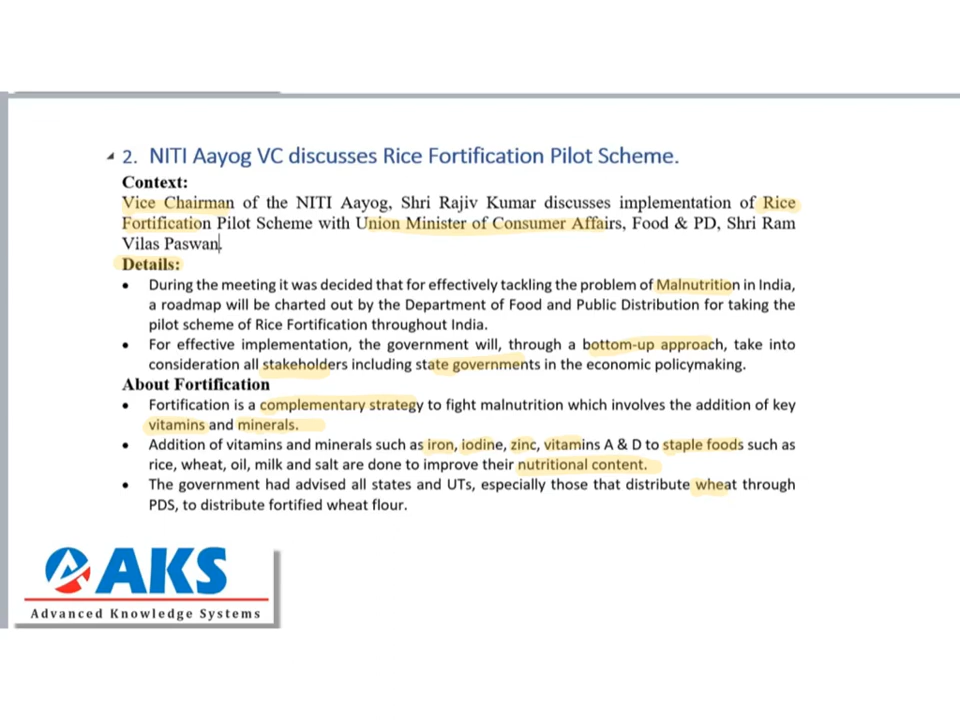 2. NITI Aayog VC discusses Rice Fortification Pilot Scheme.
Context:
Vice Chairman of the NITI Aayog, Shri Rajiv Kumar discusses implementation of Rice
Fortification Pilot Scheme with Union Minister of Consumer Affairs, Food & PD, Shri Ram
Vilas Paswan.
Details:
• During the meeting it was decided that for effectively tackling the problem of Malnutrition in India,
a roadmap will be charted out by the Department of Food and Public Distribution for taking the
pilot scheme of Rice Fortification throughout India.
• For effective implementation, the government will, through a bottom-up approach, take into
consideration all stakeholders including state governments in the economic policymaking.
About Fortification
• Fortification is a complementary strategy to fight malnutrition which involves the addition of key
vitamins and minerals.
• Addition of vitamins and minerals such as iron, iodine, zinc, vitamins A & D to staple foods such as
rice, wheat, oil, milk and salt are done to improve their nutritional content.
• The government had advised all states and UTs, especially those that distribute wheat through
PDS, to distribute fortified wheat flour.
AKS
Advanced Knowledge Systems